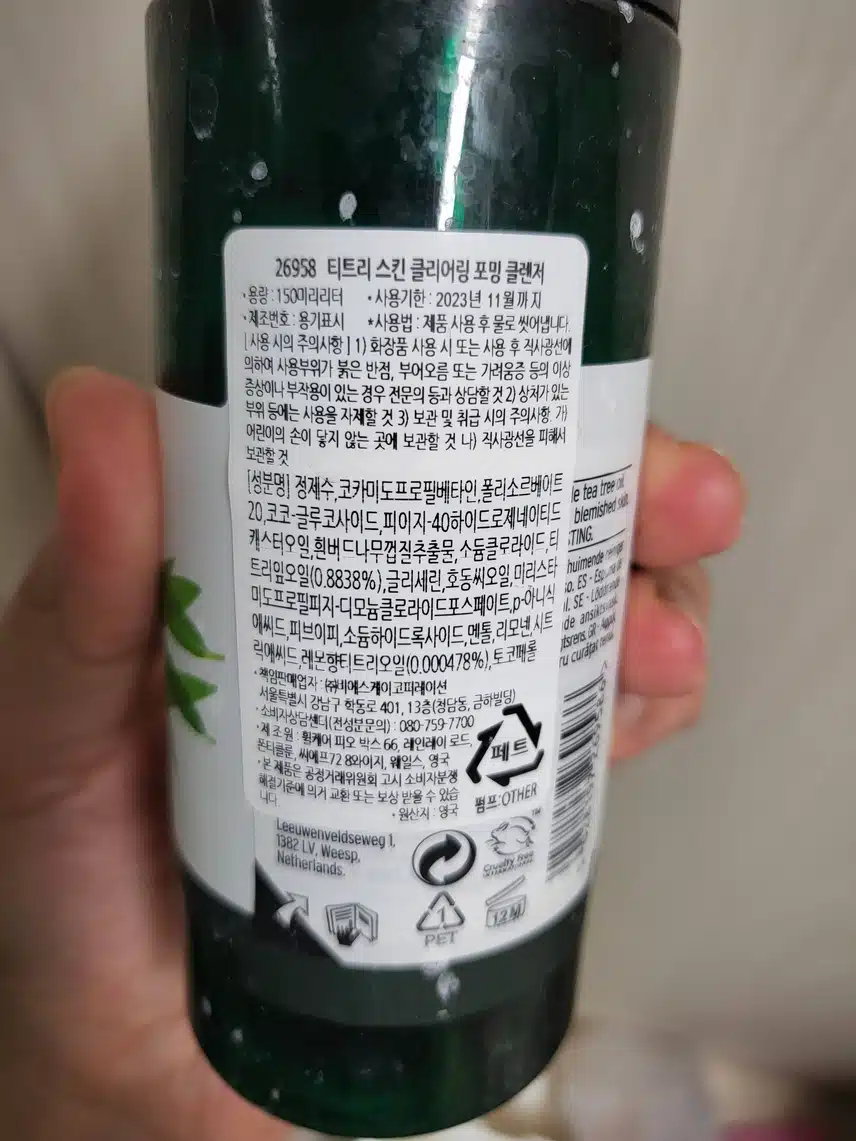 26958 티트리 스킨 클리어링 포밍 클렌저
·용량 : 150미리리터 ·사용기한 : 2023년 11월까지
·제조번호 : 용기표시 *사용법 : 제품 사용 후 물로 씻어냅니다.
[사용 시의 주의사항] 1) 화장품 사용 시 또는 사용 후 직사광선에
의하여 사용부위가 붉은 반점, 부어오름 또는 가려움증 등의 이상
증상이나 부작용이 있는 경우 전문의 등과 상담할 것 2) 상처가 있는
부위 등에는 사용을 자제할 것 3) 보관 및 취급 시의 주의사항 가)
어린이의 손이 닿지 않는 곳에 보관할 것 나) 직사광선을 피해서
보관할 것
[성분명] 정제수,코카미도프로필베타인,폴리소르베이트
20,코코-글루코사이드,피이지-40하이드로제네이티드
캐스터오일,흰버드나무껍질추출물,소듐클로라이드,티
트리잎오일(0.8838%),글리세린,호동씨오일,미리스타
미도프로필피지-디모늄클로라이드포스페이트,p-아니식
애씨드,피브이피,소듐하이드록사이드,멘톨,리모넨,시트
릭애씨드,레몬향티트리오일(0.000478%),토코페롤
·책임판매업자 : ㈜비에스케이코퍼레이션
서울특별시 강남구 학동로 401, 13층(청담동, 금하빌딩)
·소비자상담센터(전성분문의) : 080-759-7700
·제조원 : 휨케어 피오 박스 66, 레인레이 로드,
폰티클룬, 씨에프72 8와이지, 웨일스, 영국
·본 제품은 공정거래위원회 고시 소비자분쟁
해결기준에 의거 교환 또는 보상 받을 수 있습
니다.
·원산지 : 영국
페트
펌프:OTHER
Leeuwenveldseweg 1,
1382 LV, Weesp,
Netherlands.
Cruelty free
1
PET
12M
le tea tree oil,
blemished skin.
TING.
huimende
so. ES -
SE -
de
GR -
ru